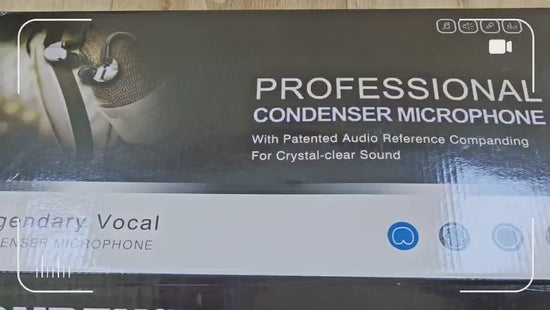 PROFESSIONAL
CONDENSER MICROPHONE
With Patented Audio Reference Companding
For Crystal-clear Sound
gendary Vocal
ENSER MICROPHONE